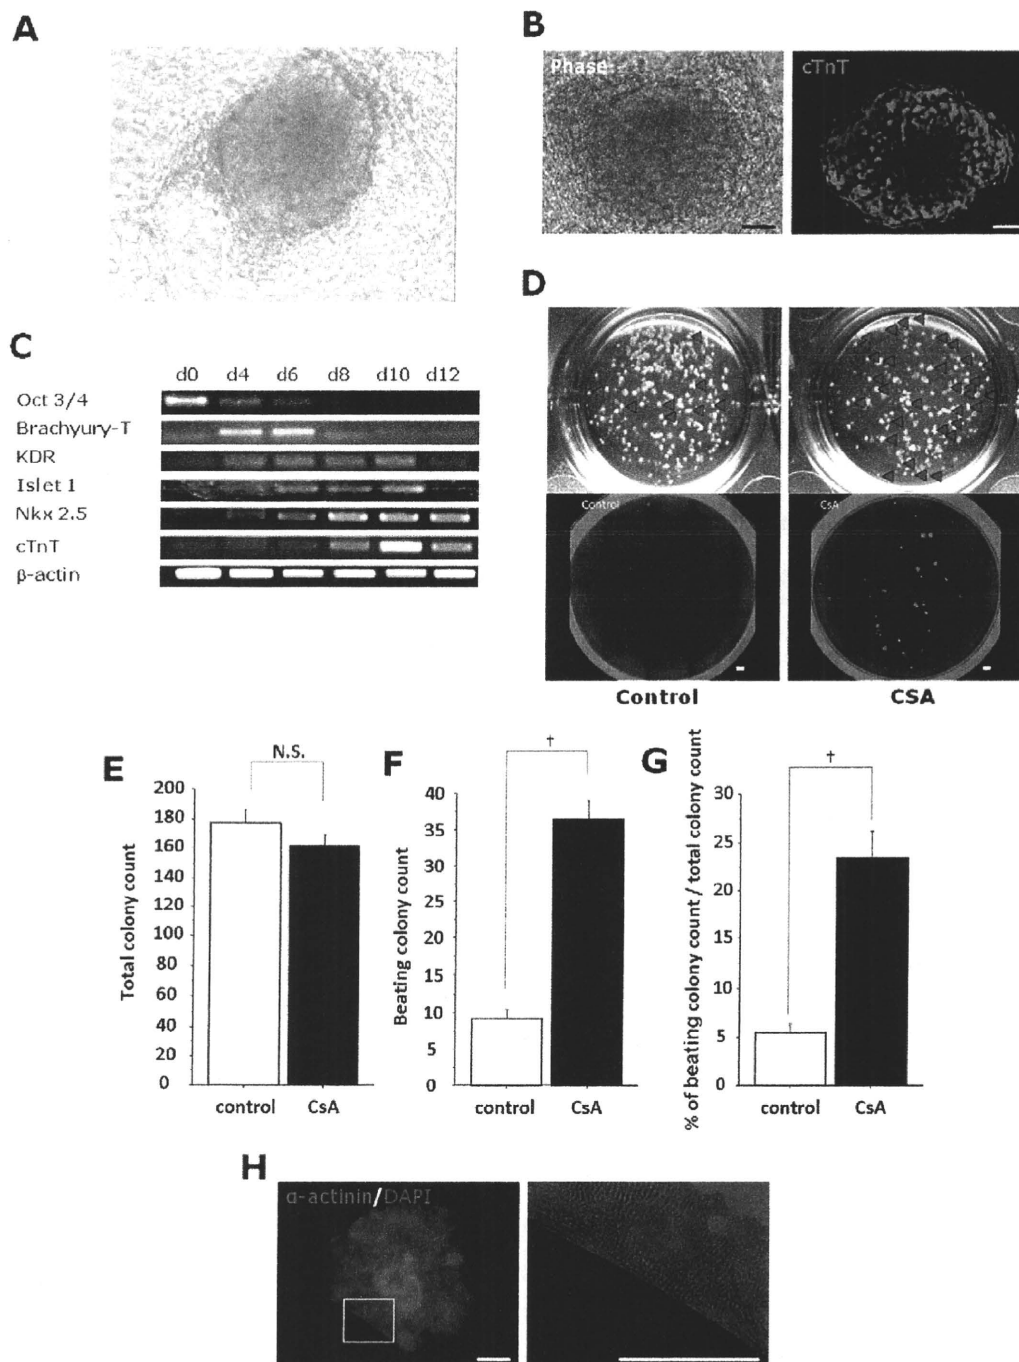 A
B
Phase
cTnT
C
d0 d4 d6 d8 d10 d12
Oct 3/4
Brachyury-T
KDR
Islet 1
Nkx 2.5
cTnT
β-actin
D
Control
CsA
Control
CSA
E
N.S.
Total colony count
200
180
160
140
120
100
80
60
40
20
0
control
CsA
F
†
Beating colony count
40
35
30
25
20
15
10
5
0
control
CsA
G
†
% of beating colony count / total colony count
30
25
20
15
10
5
0
control
CsA
H
α-actinin/DAPI